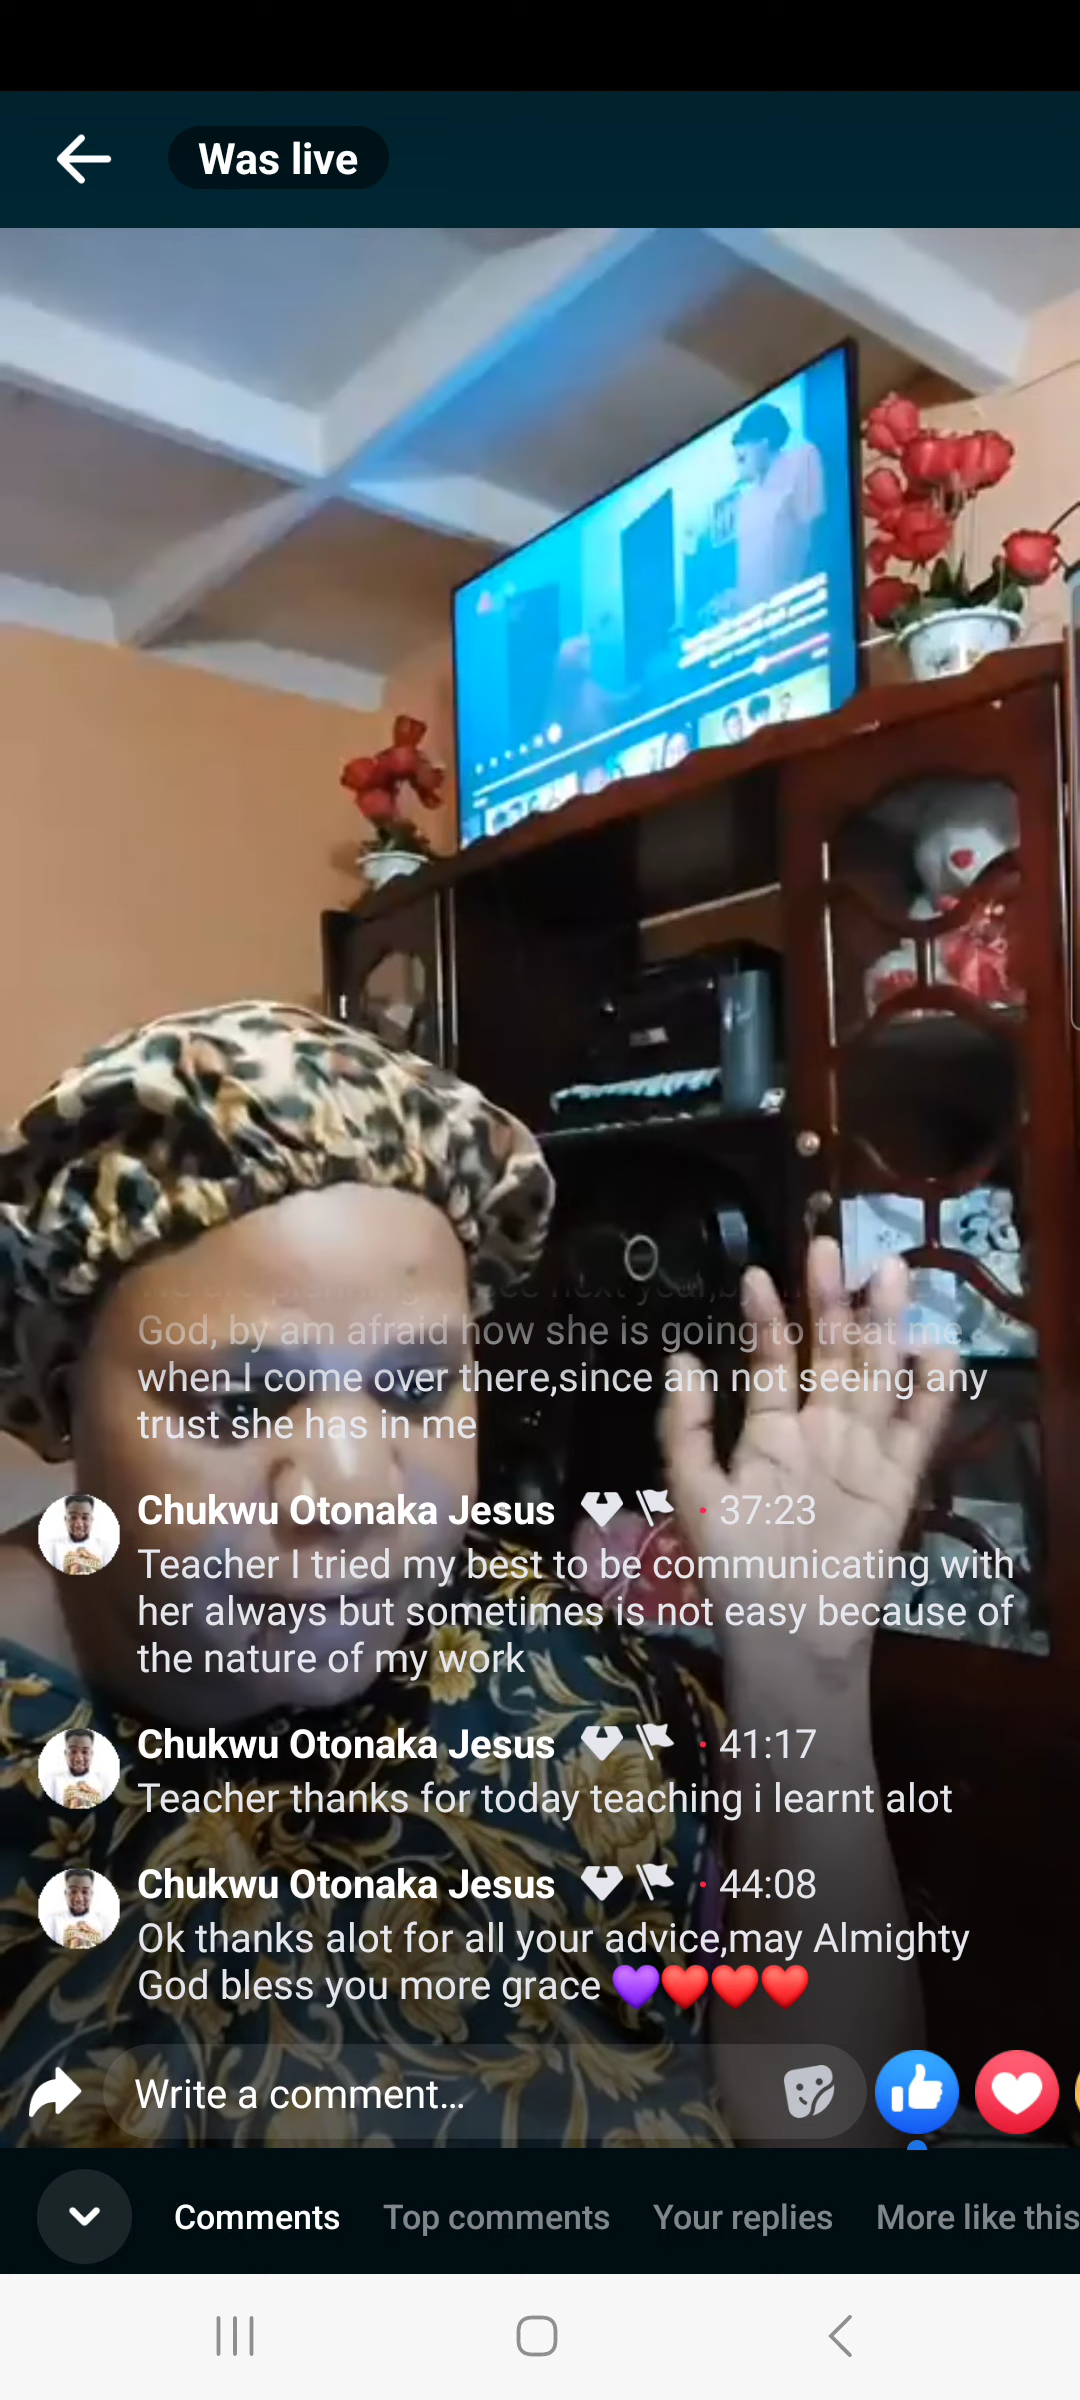 Was live
God, by am afraid how she is going to treat me
when I come over there,since am not seeing any
trust she has in me
Chukwu Otonaka Jesus · 37:23
Teacher I tried my best to be communicating with
her always but sometimes is not easy because of
the nature of my work
Chukwu Otonaka Jesus · 41:17
Teacher thanks for today teaching i learnt alot
Chukwu Otonaka Jesus · 44:08
Ok thanks alot for all your advice,may Almighty
God bless you more grace 💜❤️❤️❤️
Write a comment...
Comments Top comments Your replies More like this